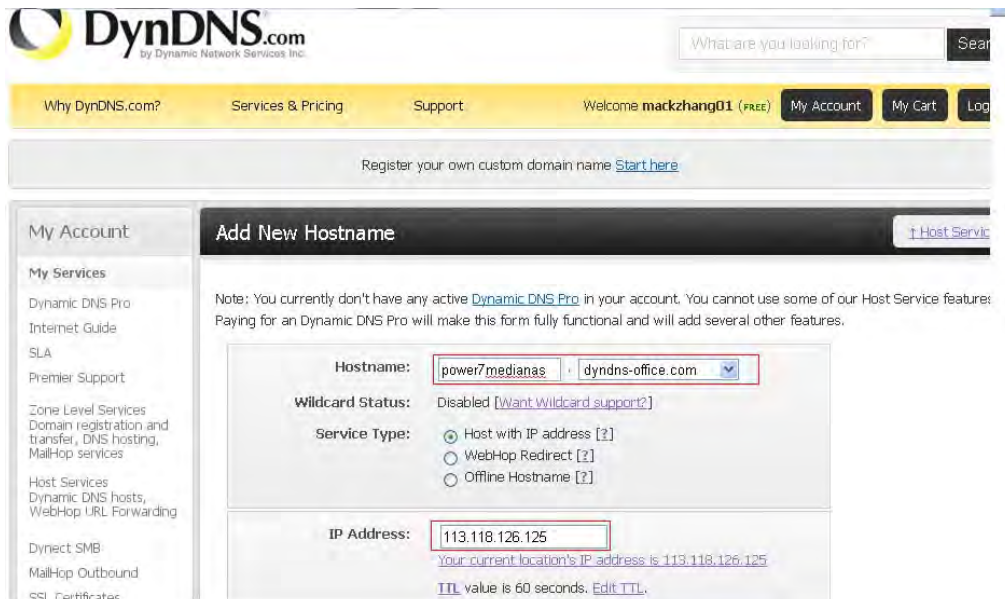 DynDNS.com
by Dynamic Network Services Inc.
What are you looking for?
Sear
Why DynDNS.com? Services & Pricing Support Welcome mackzhang01 (FREE) My Account My Cart Log
Register your own custom domain name Start here
My Account
Add New Hostname
↑ Host Servic
My Services
Dynamic DNS Pro
Internet Guide
SLA
Premier Support
Zone Level Services
Domain registration and
transfer, DNS hosting,
MailHop services
Host Services
Dynamic DNS hosts,
WebHop URL Forwarding
Dynect SMB
MailHop Outbound
SSL Certificates
Note: You currently don't have any active Dynamic DNS Pro in your account. You cannot use some of our Host Service features
Paying for an Dynamic DNS Pro will make this form fully functional and will add several other features.
Hostname: power7medianas . dyndns-office.com
Wildcard Status: Disabled [Want Wildcard support?]
Service Type: Host with IP address [?]
WebHop Redirect [?]
Offline Hostname [?]
IP Address: 113.118.126.125
Your current location's IP address is 113.118.126.125
TTL value is 60 seconds. Edit TTL.